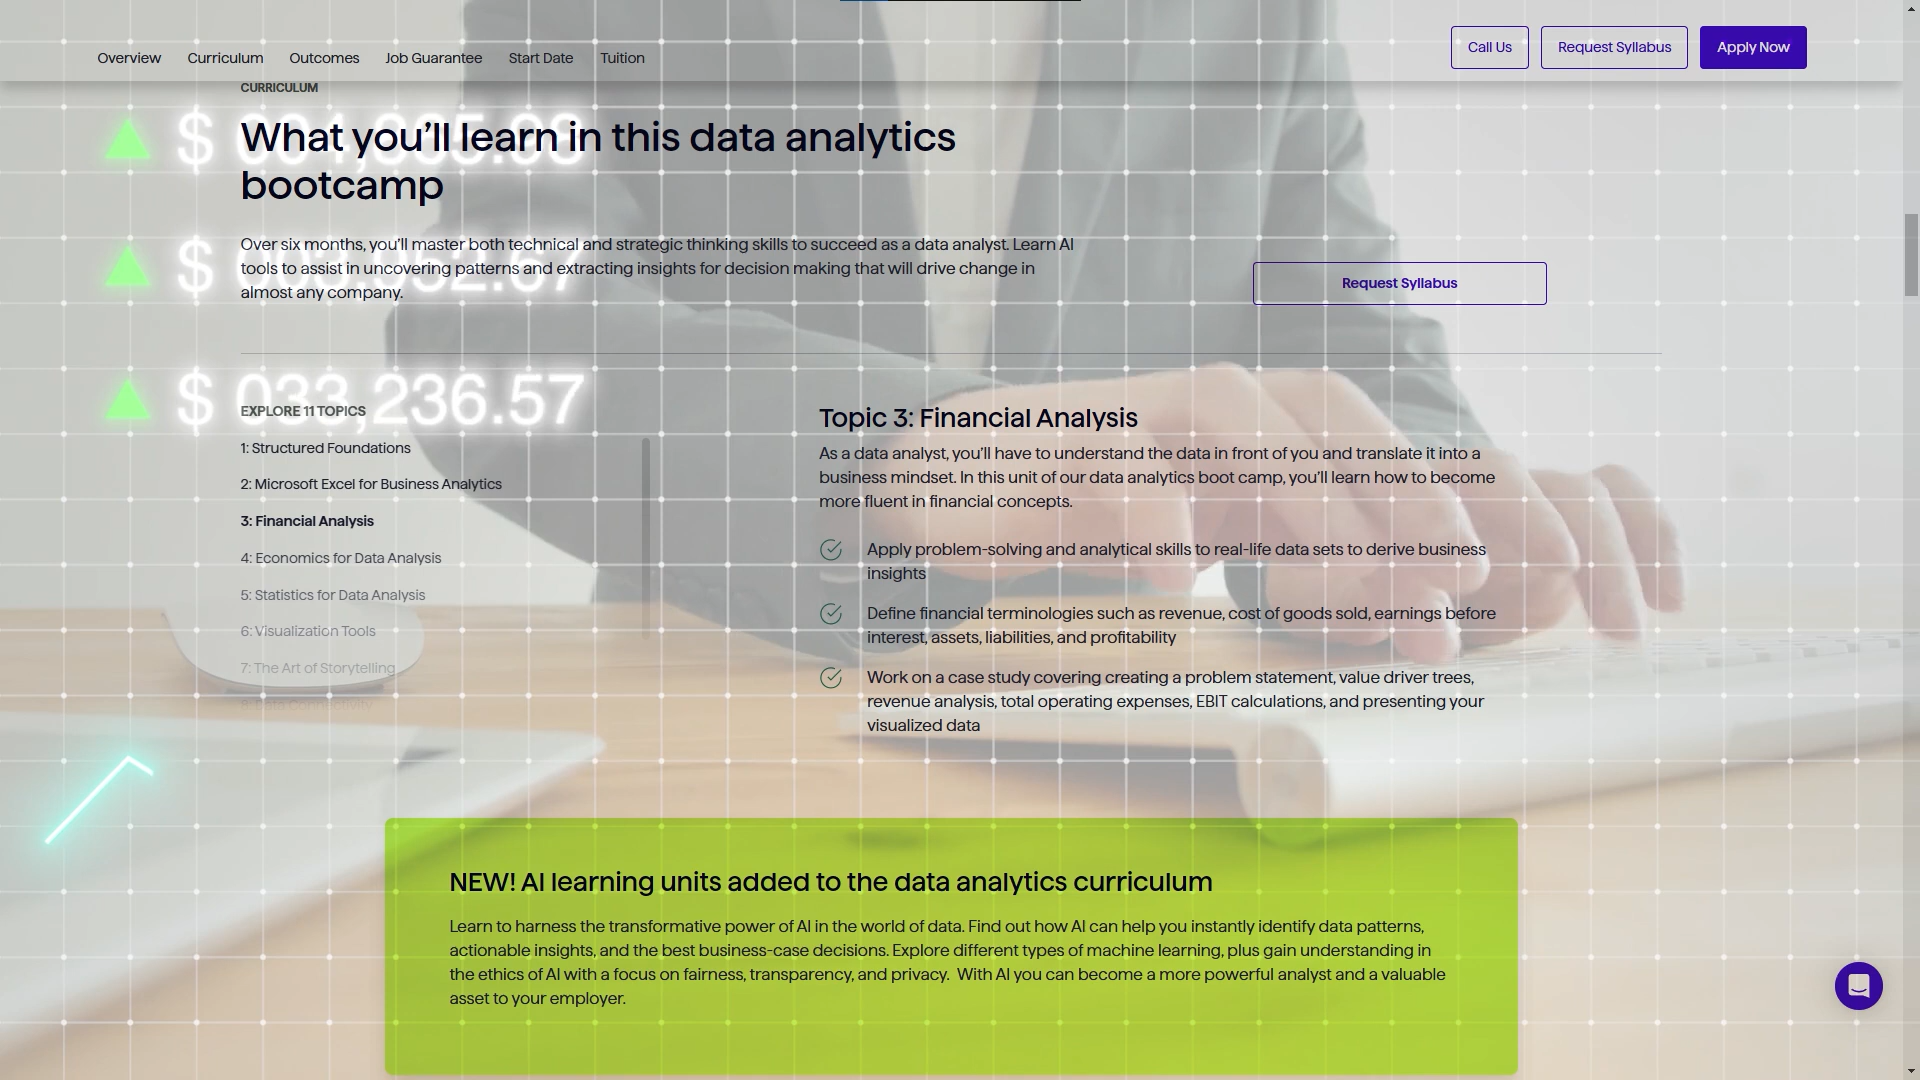 Overview Curriculum Outcomes Job Guarantee Start Date Tuition
Call Us Request Syllabus Apply Now
CURRICULUM
What you’ll learn in this data analytics
bootcamp
Over six months, you’ll master both technical and strategic thinking skills to succeed as a data analyst. Learn AI
tools to assist in uncovering patterns and extracting insights for decision making that will drive change in
almost any company.
Request Syllabus
$ 033,236.57
EXPLORE 11 TOPICS
1: Structured Foundations
2: Microsoft Excel for Business Analytics
3: Financial Analysis
4: Economics for Data Analysis
5: Statistics for Data Analysis
6: Visualization Tools
7: The Art of Storytelling
8: Data Connectivity
Topic 3: Financial Analysis
As a data analyst, you’ll have to understand the data in front of you and translate it into a
business mindset. In this unit of our data analytics boot camp, you’ll learn how to become
more fluent in financial concepts.
Apply problem-solving and analytical skills to real-life data sets to derive business
insights
Define financial terminologies such as revenue, cost of goods sold, earnings before
interest, assets, liabilities, and profitability
Work on a case study covering creating a problem statement, value driver trees,
revenue analysis, total operating expenses, EBIT calculations, and presenting your
visualized data
NEW! AI learning units added to the data analytics curriculum
Learn to harness the transformative power of AI in the world of data. Find out how AI can help you instantly identify data patterns,
actionable insights, and the best business-case decisions. Explore different types of machine learning, plus gain understanding in
the ethics of AI with a focus on fairness, transparency, and privacy. With AI you can become a more powerful analyst and a valuable
asset to your employer.